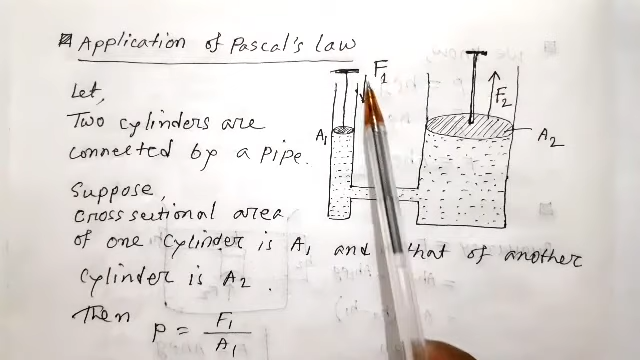 Application of Pascal's law
Let,
Two cylinders are
connected by a pipe.
Suppose,
cross sectional area
of one cylinder is A1 and that of another
cylinder is A2.
Then P = F1 / A1
F1
F2
A1
A2